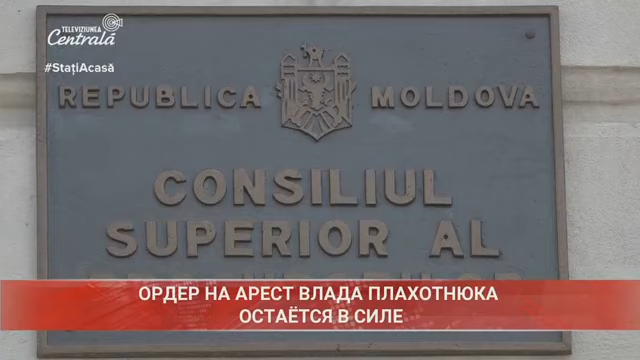 TELEVIZIUNEA
Centrală
#StațiAcasă
REPUBLICA MOLDOVA
CONSILIUL
SUPERIOR AL
ОРДЕР НА АРЕСТ ВЛАДА ПЛАХОТНЮКА
ОСТАЁТСЯ В СИЛЕ